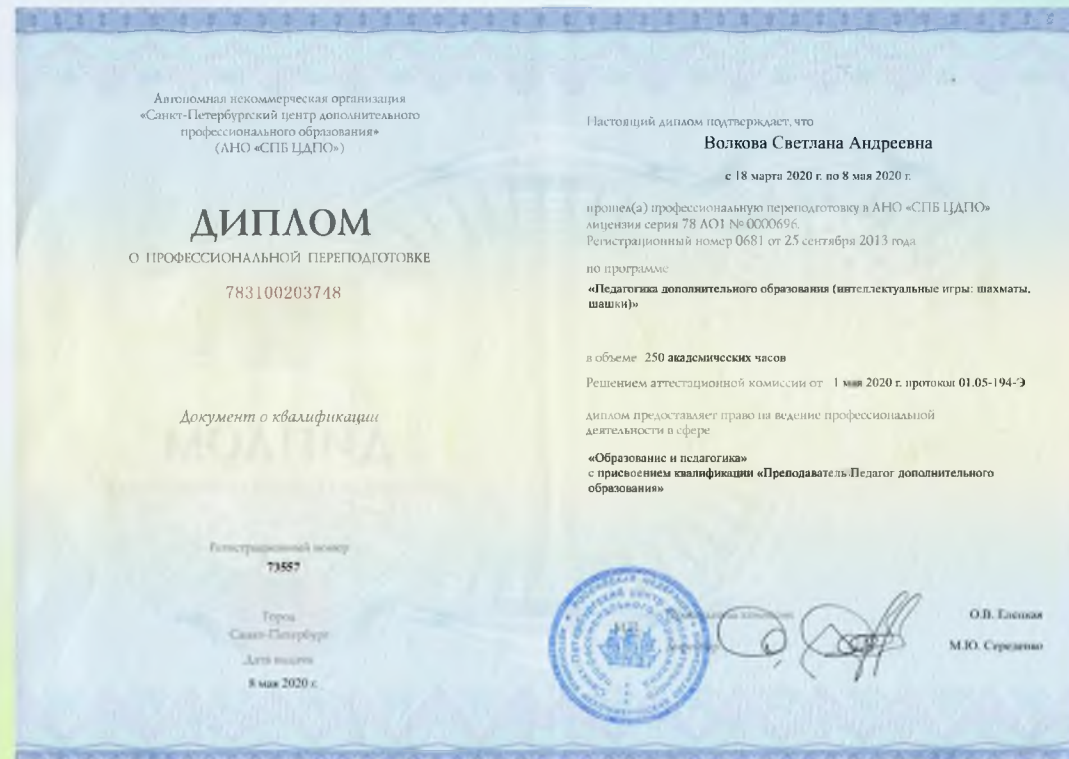 Автономная некоммерческая организация
«Санкт-Петербургский центр дополнительного
профессионального образования»
(АНО «СПБ ЦДПО»)
ДИПЛОМ
О ПРОФЕССИОНАЛЬНОЙ ПЕРЕПОДГОТОВКЕ
783100203748
Документ о квалификации
Регистрационный номер
73557
Город
Санкт-Петербург
Дата выдачи
8 мая 2020 г.
Настоящий диплом подтверждает, что
Волкова Светлана Андреевна
с 18 марта 2020 г. по 8 мая 2020 г.
прошел(а) профессиональную переподготовку в АНО «СПБ ЦДПО»
лицензия серия 78 ЛО1 № 0000696,
Регистрационный номер 0681 от 25 сентября 2013 года
по программе
«Педагогика дополнительного образования (интеллектуальные игры: шахматы,
шашки)»
в объеме 250 академических часов
Решением аттестационной комиссии от 1 мая 2020 г. протокол 01.05-194-Э
диплом предоставляет право на ведение профессиональной
деятельности в сфере
«Образование и педагогика»
с присвоением квалификации «Преподаватель/Педагог дополнительного
образования»
О.В. Елецкая
М.Ю. Середенко